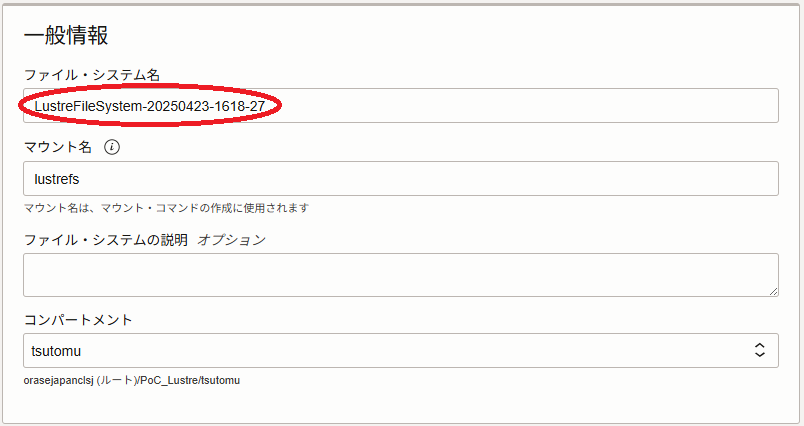 一般情報
ファイル・システム名
LustreFileSystem-20250423-1618-27
マウント名 i
lustrefs
マウント名は、マウント・コマンドの作成に使用されます
ファイル・システムの説明 オプション
コンパートメント
tsutomu
orasejapanclsj (ルート)/PoC_Lustre/tsutomu